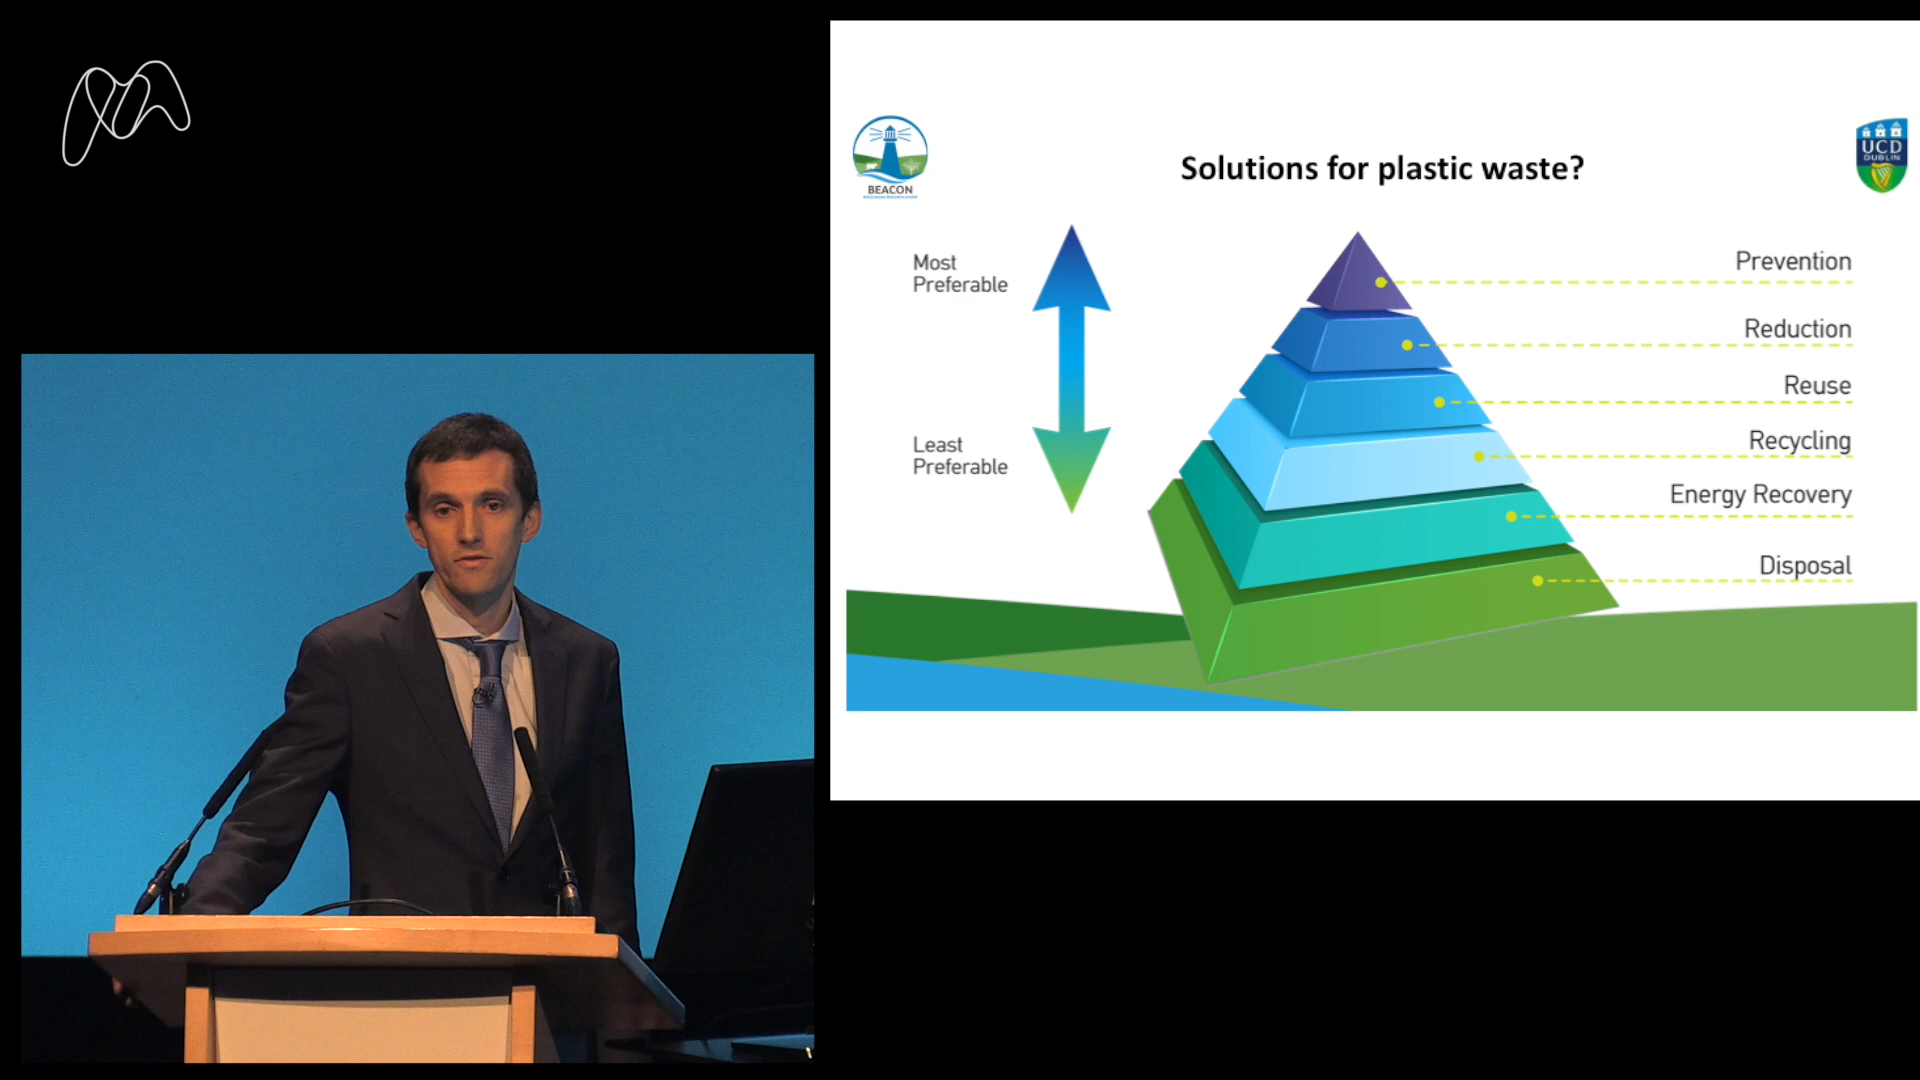 BEACON
Solutions for plastic waste?
UCD
DUBLIN
Most
Preferable
Least
Preferable
Prevention
Reduction
Reuse
Recycling
Energy Recovery
Disposal